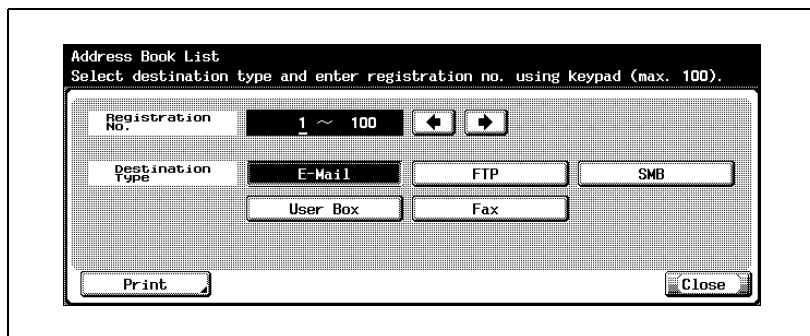 Address Book List
Select destination type and enter registration no. using keypad (max. 100).
Registration No.
1 ~ 100
Destination Type
E-Mail FTP SMB
User Box Fax
Print Close